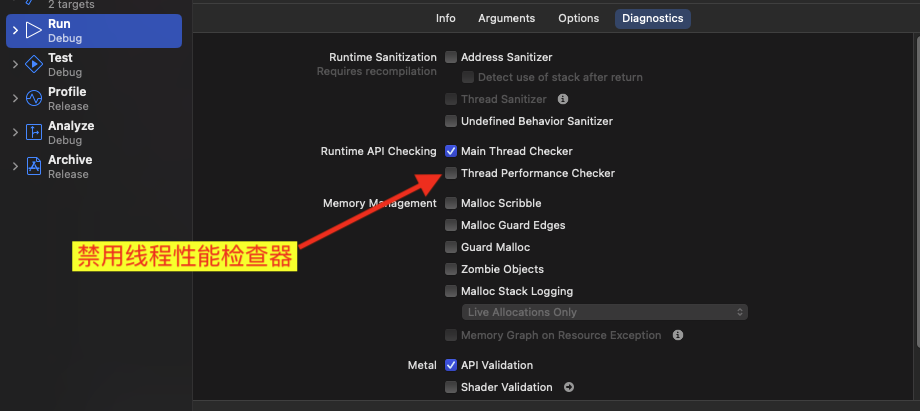 2 targets
Run
Debug
Test
Debug
Profile
Release
Analyze
Debug
Archive
Release
Info Arguments Options Diagnostics
Runtime Sanitization Address Sanitizer
Requires recompilation Detect use of stack after return
Thread Sanitizer
Undefined Behavior Sanitizer
Runtime API Checking Main Thread Checker
Thread Performance Checker
Memory Management Malloc Scribble
Malloc Guard Edges
Guard Malloc
Zombie Objects
Malloc Stack Logging
Live Allocations Only
Memory Graph on Resource Exception
Metal API Validation
Shader Validation
禁用线程性能检查器